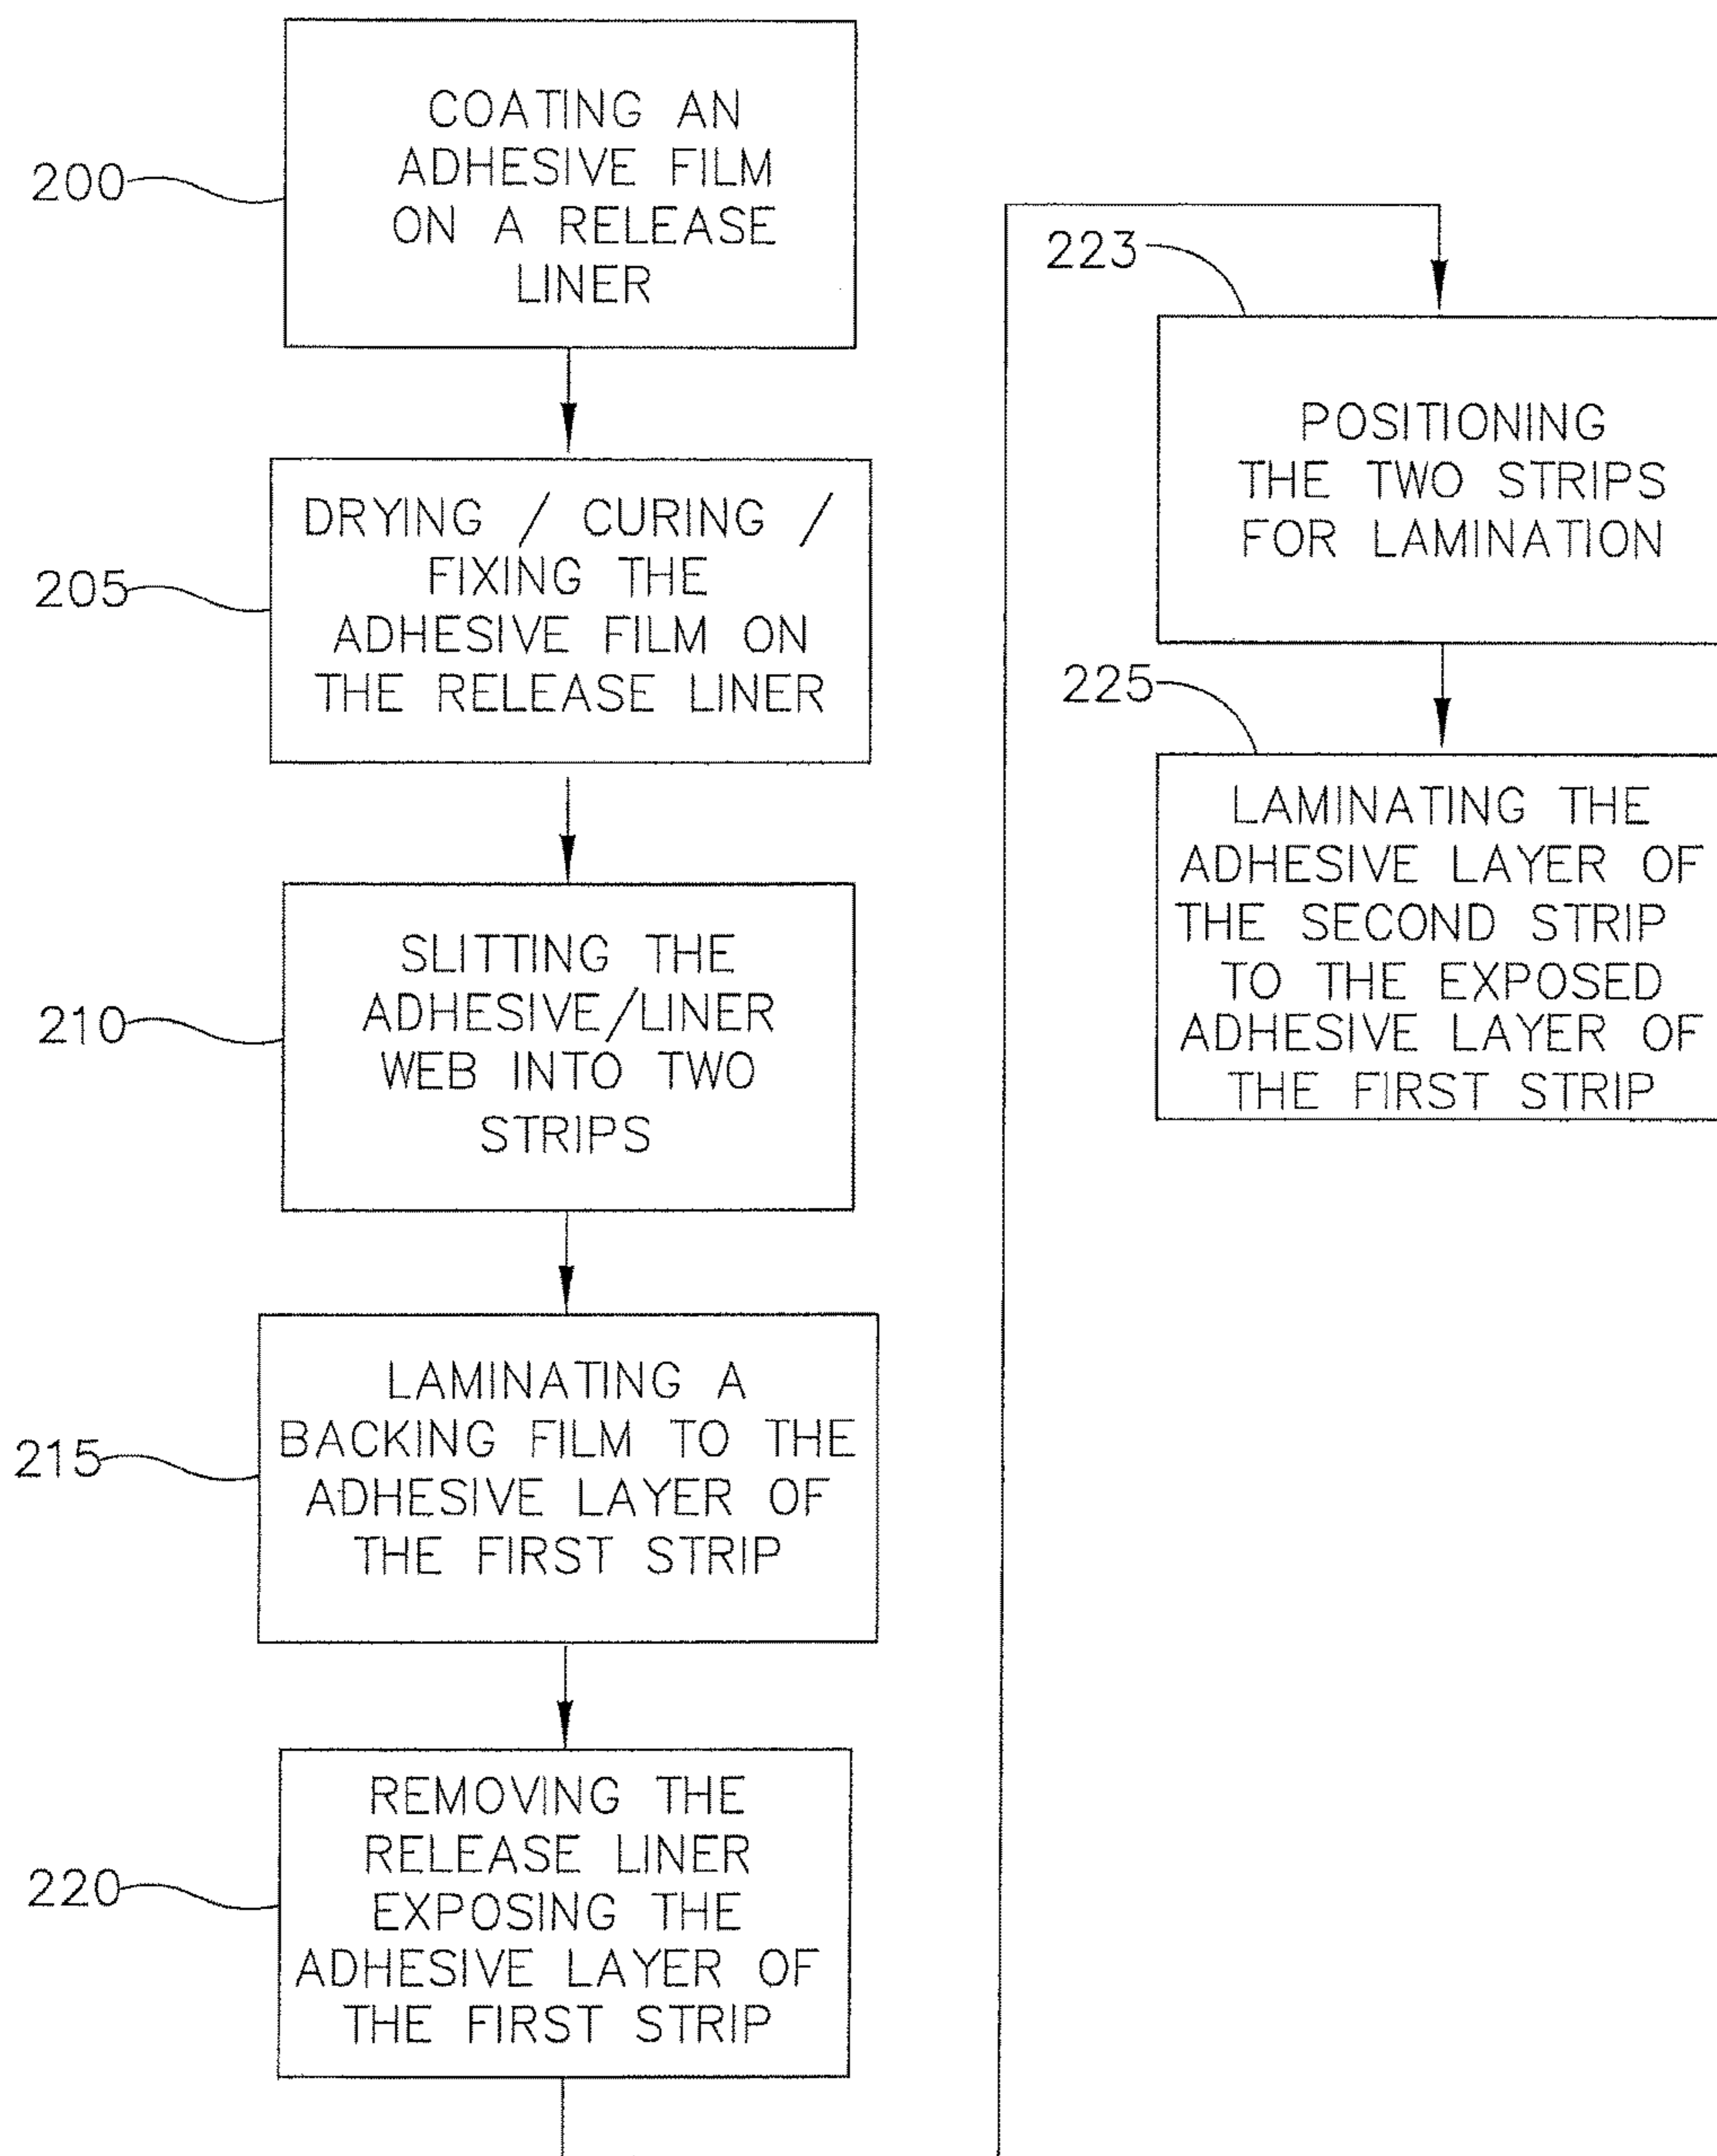 200
COATING AN
ADHESIVE FILM
ON A RELEASE
LINER
205
DRYING / CURING /
FIXING THE
ADHESIVE FILM ON
THE RELEASE LINER
210
SLITTING THE
ADHESIVE/LINER
WEB INTO TWO
STRIPS
215
LAMINATING A
BACKING FILM TO THE
ADHESIVE LAYER OF
THE FIRST STRIP
220
REMOVING THE
RELEASE LINER
EXPOSING THE
ADHESIVE LAYER OF
THE FIRST STRIP
223
POSITIONING
THE TWO STRIPS
FOR LAMINATION
225
LAMINATING THE
ADHESIVE LAYER OF
THE SECOND STRIP
TO THE EXPOSED
ADHESIVE LAYER OF
THE FIRST STRIP